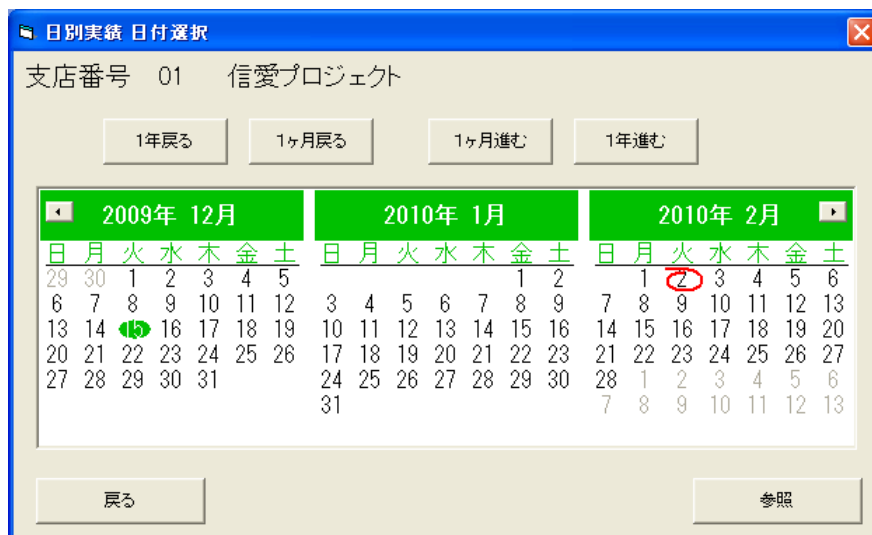 日別実績 日付選択
支店番号 01 信愛プロジェクト
1年戻る 1ヶ月戻る 1ヶ月進む 1年進む
2009年 12月 2010年 1月 2010年 2月
日 月 火 水 木 金 土 日 月 火 水 木 金 土 日 月 火 水 木 金 土
29 30 1 2 3 4 5 1 2 1 2 3 4 5 6
6 7 8 9 10 11 12 3 4 5 6 7 8 9 7 8 9 10 11 12 13
13 14 15 16 17 18 19 10 11 12 13 14 15 16 14 15 16 17 18 19 20
20 21 22 23 24 25 26 17 18 19 20 21 22 23 21 22 23 24 25 26 27
27 28 29 30 31 24 25 26 27 28 29 30 28 1 2 3 4 5 6
31 7 8 9 10 11 12 13
戻る 参照